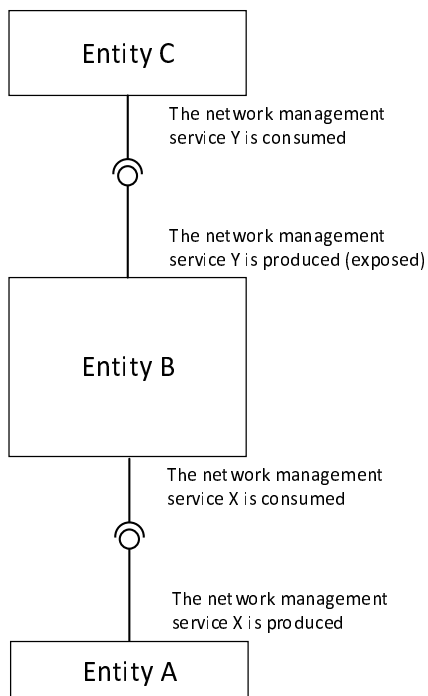 Entity C
The network management
service Y is consumed
The network management
service Y is produced (exposed)
Entity B
The network management
service X is consumed
The network management
service X is produced
Entity A